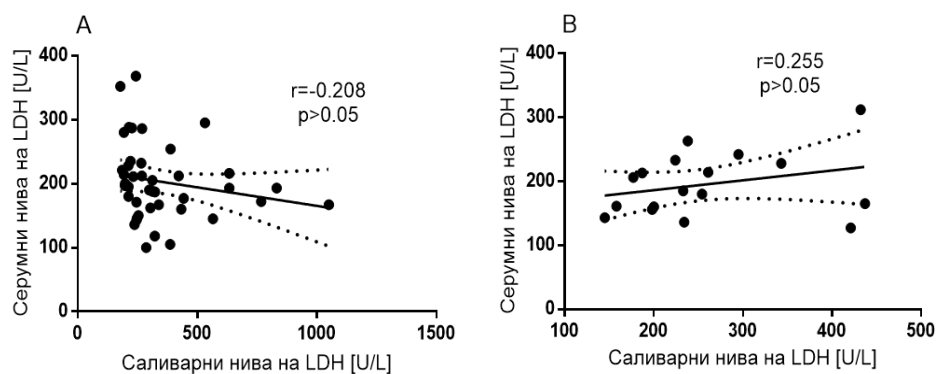 A
Серумни нива на LDH [U/L]
400
300
200
100
0
r=-0.208
p>0.05
0
500
1000
1500
Саливарни нива на LDH [U/L]
B
Серумни нива на LDH [U/L]
400
300
200
100
0
r=0.255
p>0.05
100
200
300
400
500
Саливарни нива на LDH [U/L]